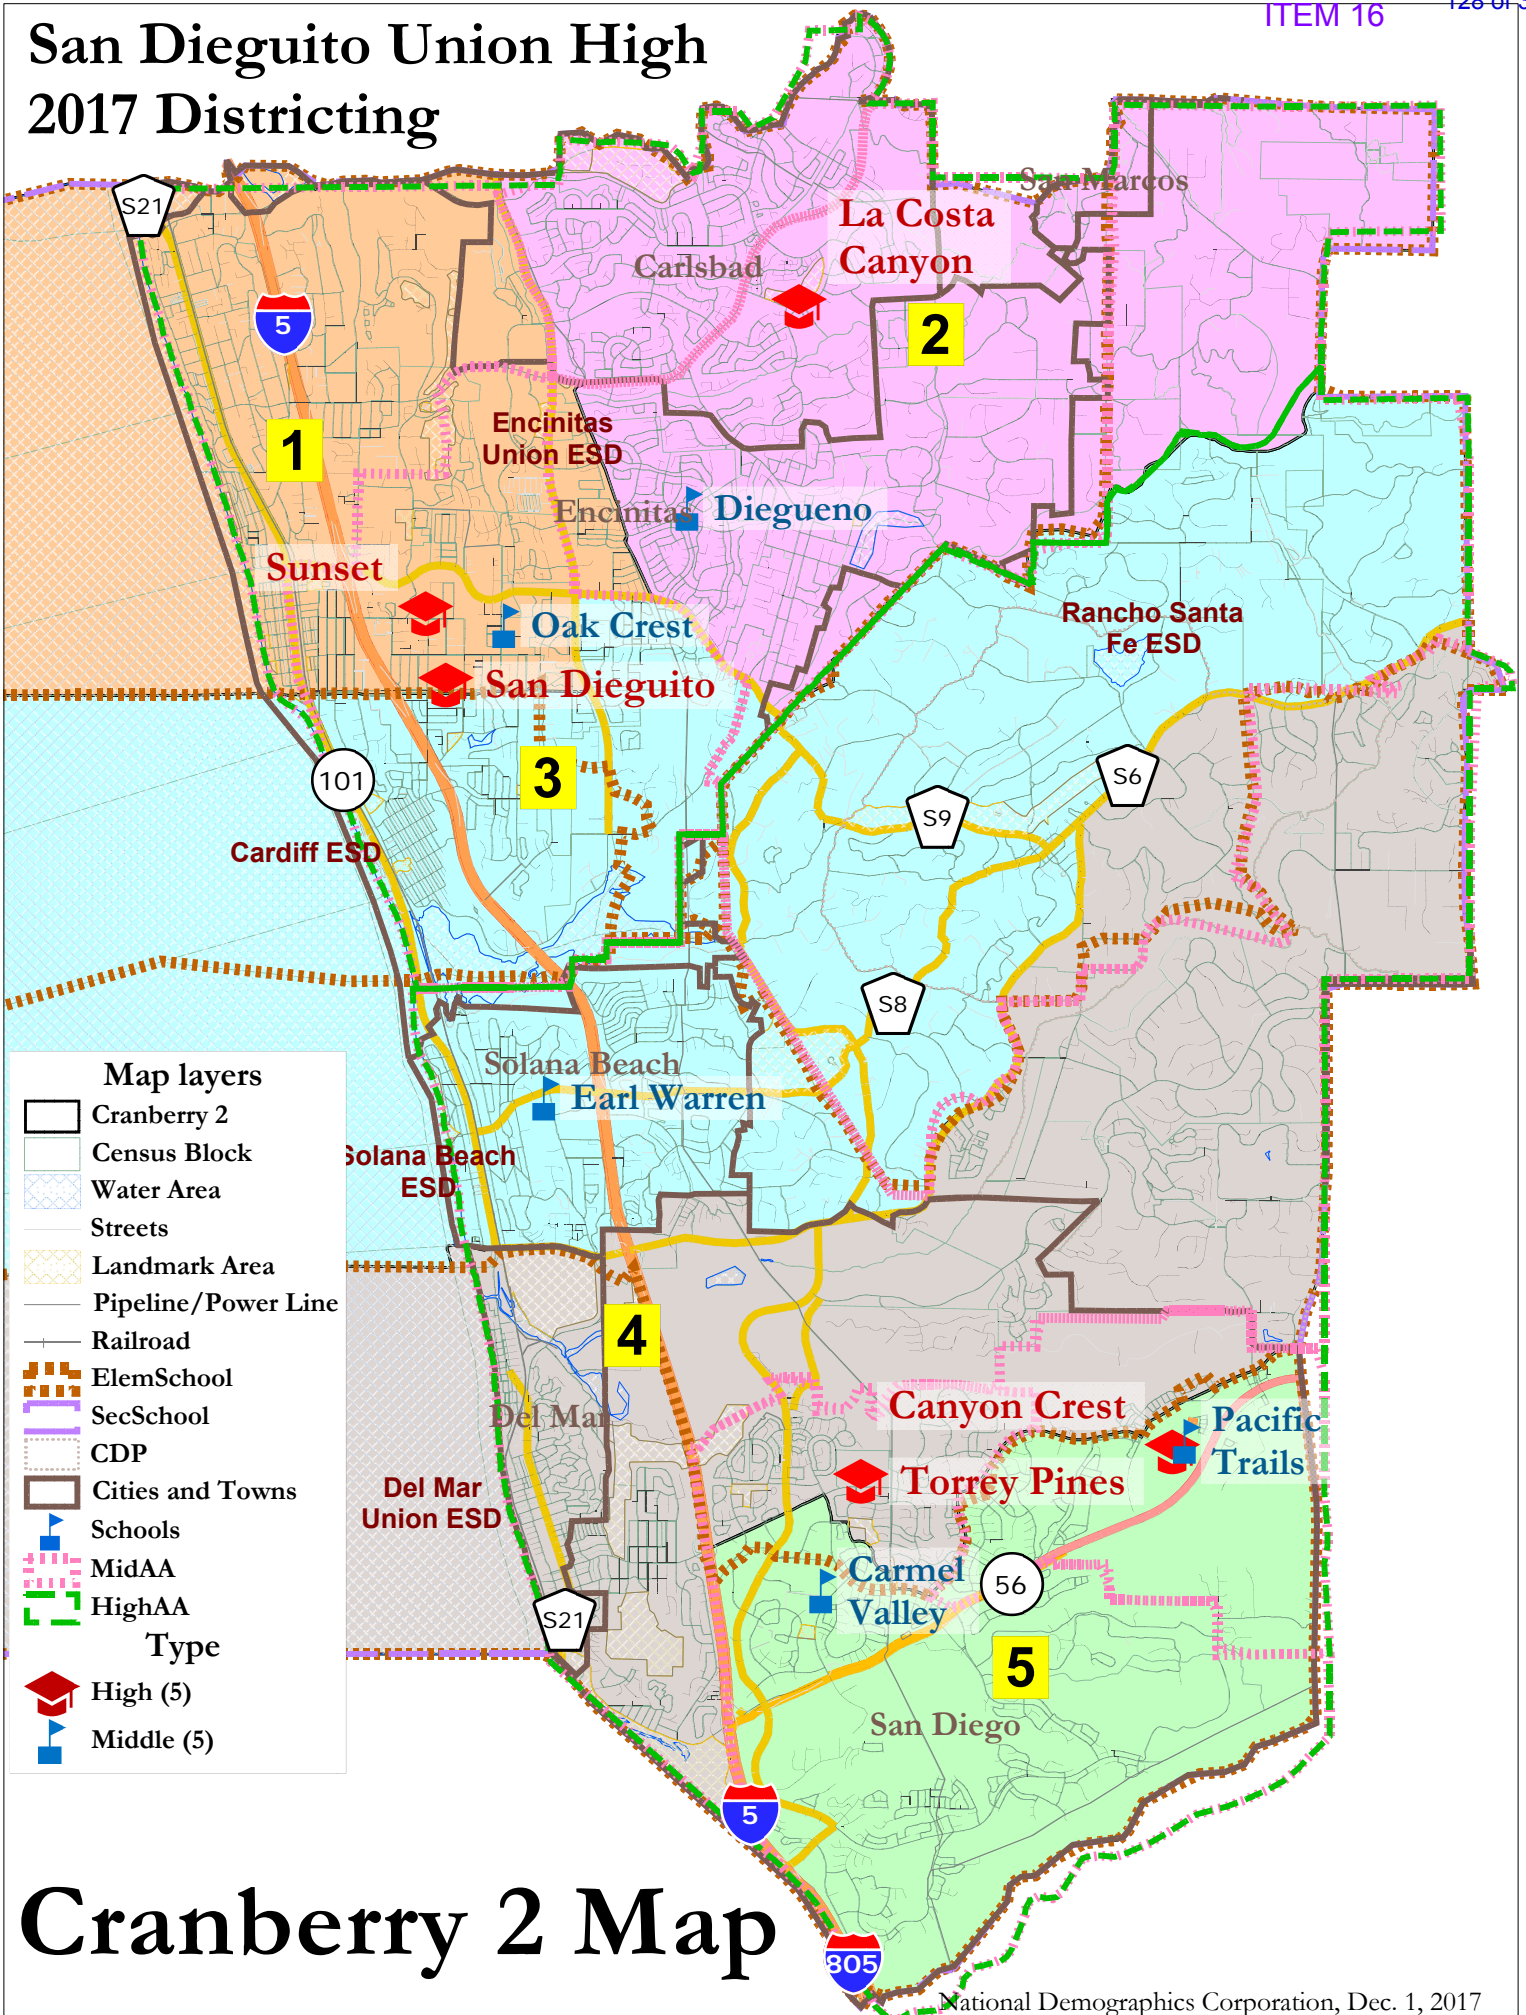 ITEM 16
128 of 3
San Dieguito Union High
2017 Districting
S21
5
San Marcos
La Costa
Canyon
Carlsbad
2
1
Encinitas
Union ESD
Encinitas
Diegueno
Sunset
Oak Crest
Rancho Santa
Fe ESD
San Dieguito
101
3
S6
S9
Cardiff ESD
S8
Solana Beach
Earl Warren
Solana Beach
ESD
4
Del Mar
Canyon Crest
Pacific
Trails
Torrey Pines
Del Mar
Union ESD
Carmel
Valley
56
S21
5
San Diego
5
805
Map layers
Cranberry 2
Census Block
Water Area
Streets
Landmark Area
Pipeline/Power Line
Railroad
ElemSchool
SecSchool
CDP
Cities and Towns
Schools
MidAA
HighAA
Type
High (5)
Middle (5)
Cranberry 2 Map
National Demographics Corporation, Dec. 1, 2017